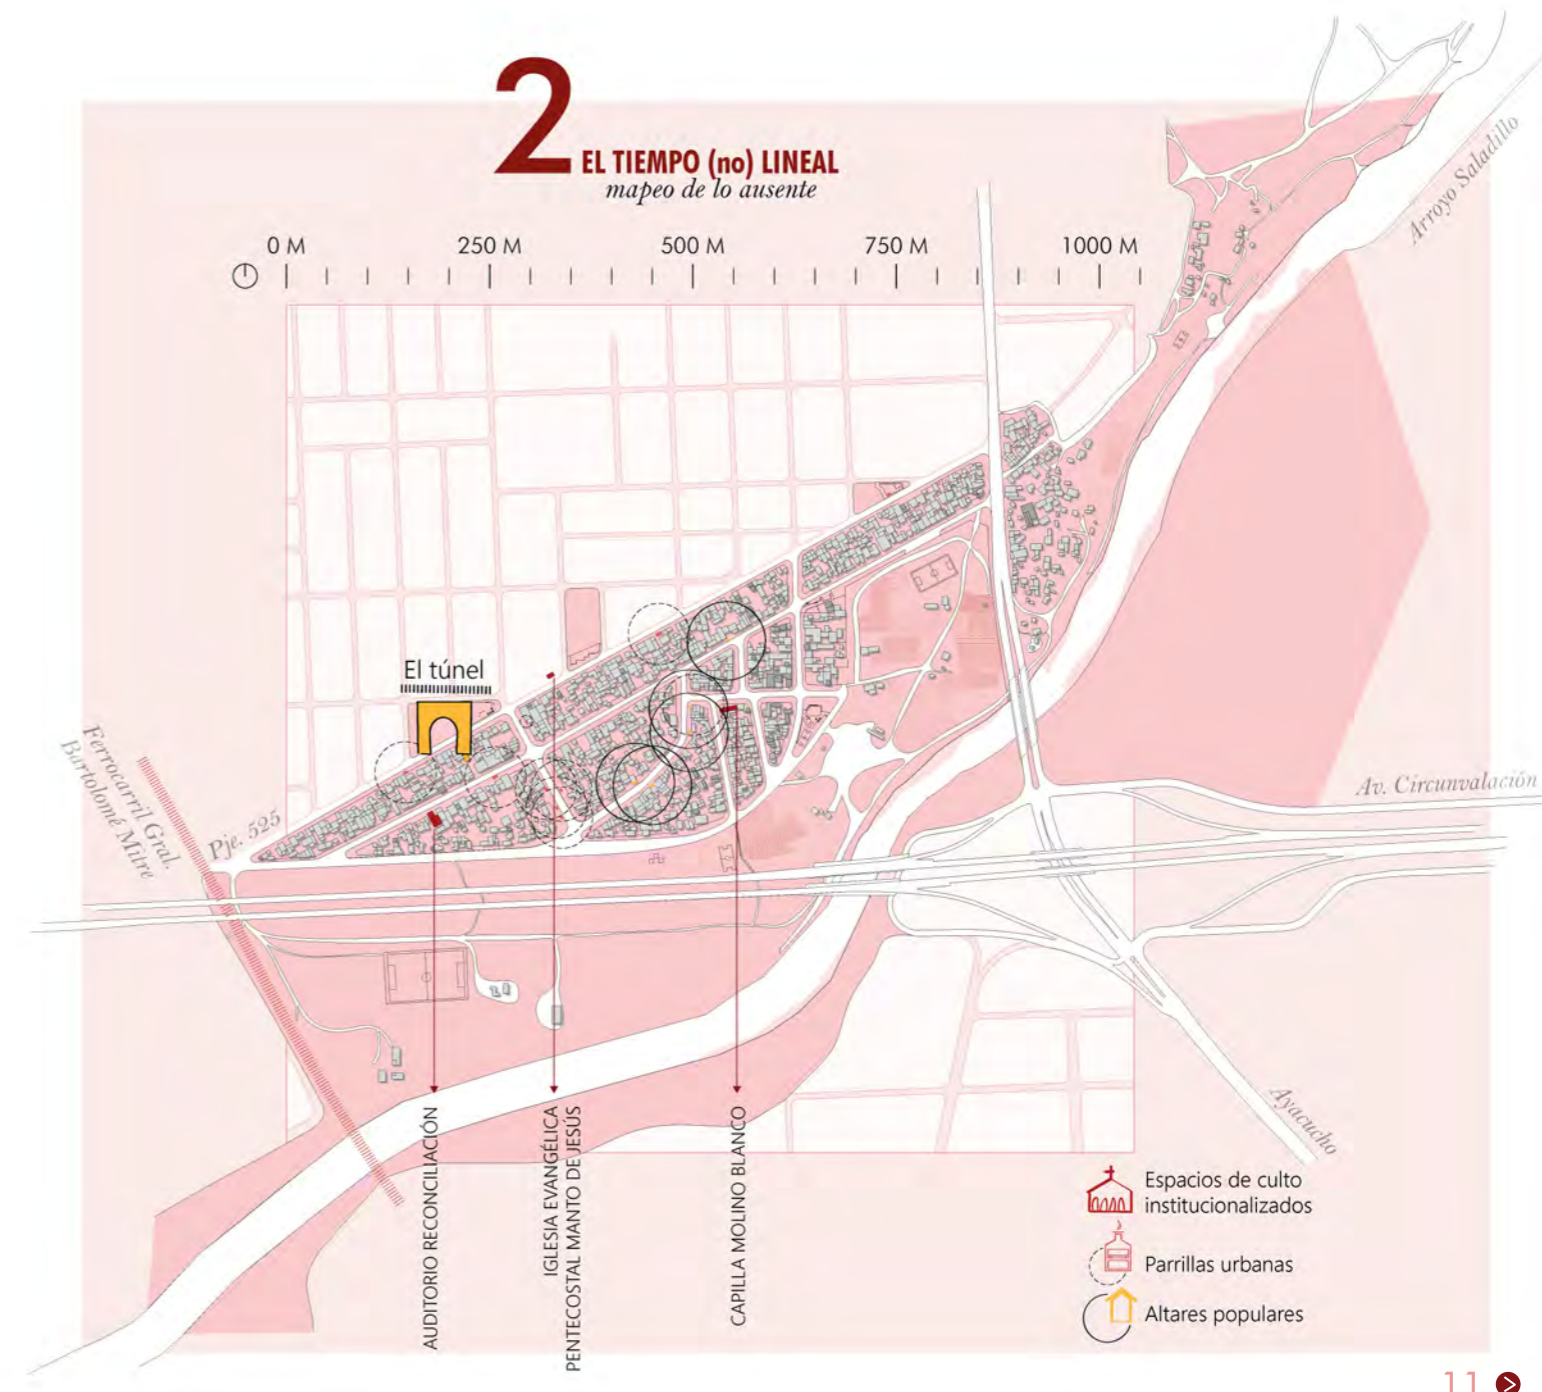 2
EL TIEMPO (no) LINEAL
mapeo de lo ausente
0 M 250 M 500 M 750 M 1000 M
Arroyo Saladillo
El túnel
Ferrocarril Gral.
Bartolomé Mitre
Pje. 525
Av. Circunvalación
Ayacucho
AUDITORIO RECONCILIACIÓN
IGLESIA EVANGÉLICA
PENTECOSTAL MANTO DE JESÚS
CAPILLA MOLINO BLANCO
Espacios de culto
institucionalizados
Parrillas urbanas
Altares populares
11